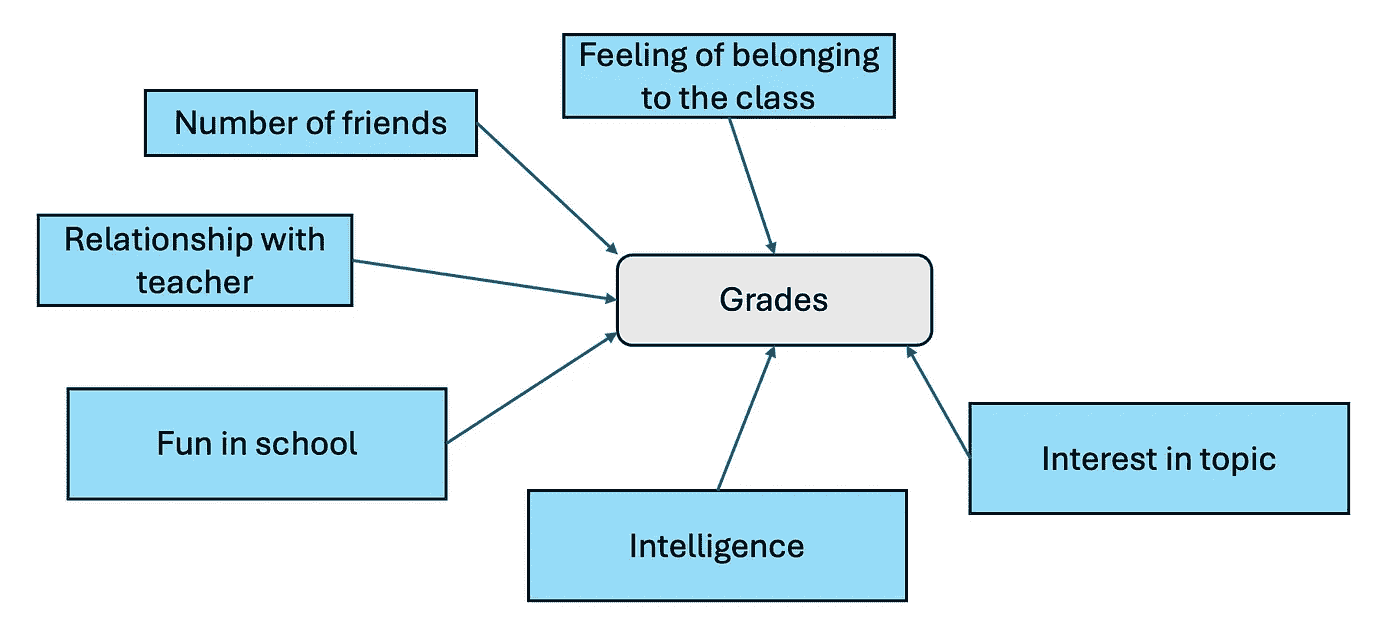 Feeling of belonging
to the class
Number of friends
Relationship with
teacher
Grades
Fun in school
Interest in topic
Intelligence